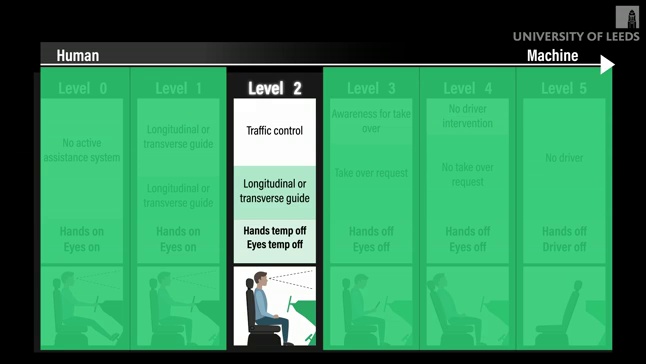 UNIVERSITY OF LEEDS
Human
Machine
Level 0
Level 1
Level 2
Level 3
Level 4
Level 5
No active
assistance system
Hands on
Eyes on
Longitudinal or
transverse guide
Longitudinal or
transverse guide
Hands on
Eyes on
Traffic control
Longitudinal or
transverse guide
Hands temp off
Eyes temp off
Awareness for take
over
Take over request
Hands off
Eyes off
No driver
intervention
No take over
request
Hands off
Eyes off
No driver
Hands off
Driver off